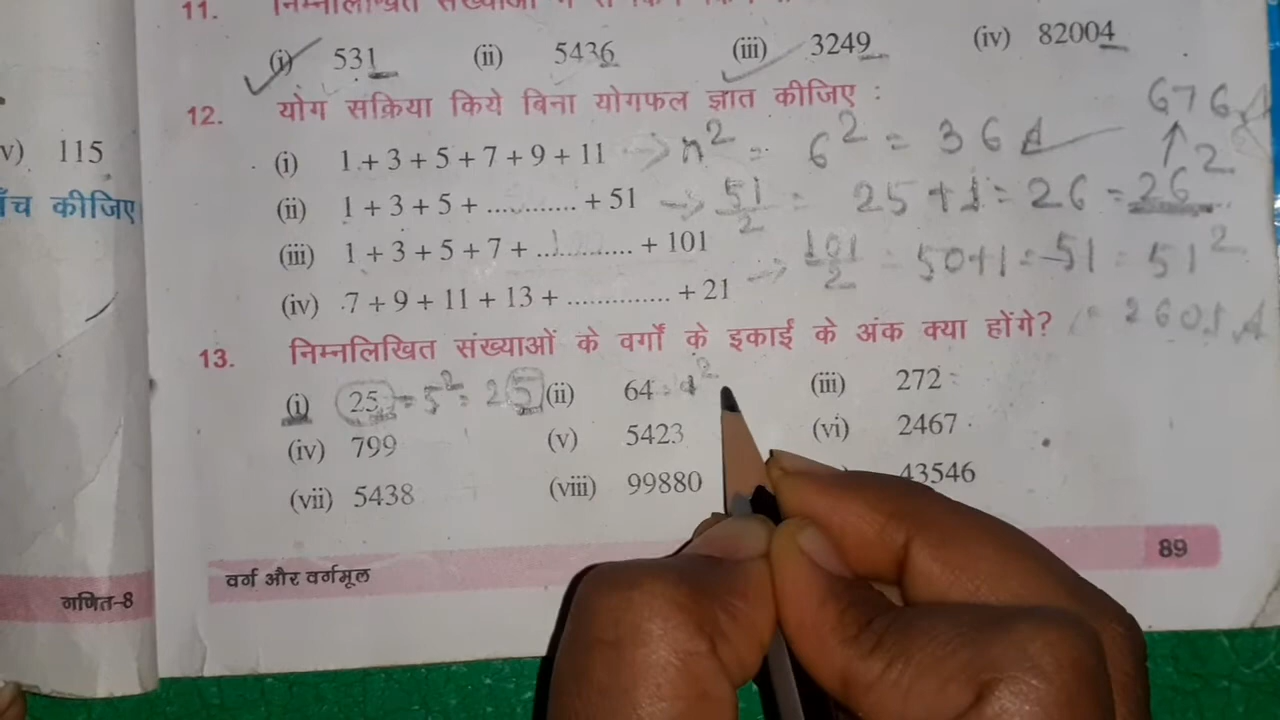 11.
(i) 531 (ii) 5436 (iii) 3249 (iv) 82004
12. योग सक्रिया किये बिना योगफल ज्ञात कीजिए :
(i) 1 + 3 + 5 + 7 + 9 + 11 → n² = 6² = 36 A
(ii) 1 + 3 + 5 + ........... + 51 → 51/2 = 25+1 = 26 = 26² ↑ 676
(iii) 1 + 3 + 5 + 7 + ........... + 101 → 101/2 = 50+1 = 51 = 51²
(iv) 7 + 9 + 11 + 13 + ............. + 21
= 2601 A
13. निम्नलिखित संख्याओं के वर्गों के इकाई के अंक क्या होंगे?
(i) 25 = 5² = 25 (ii) 64 = 4² (iii) 272
(iv) 799 (v) 5423 (vi) 2467
(vii) 5438 (viii) 99880 43546
वर्ग और वर्गमूल
89
v) 115
कीजिए
गणित-8